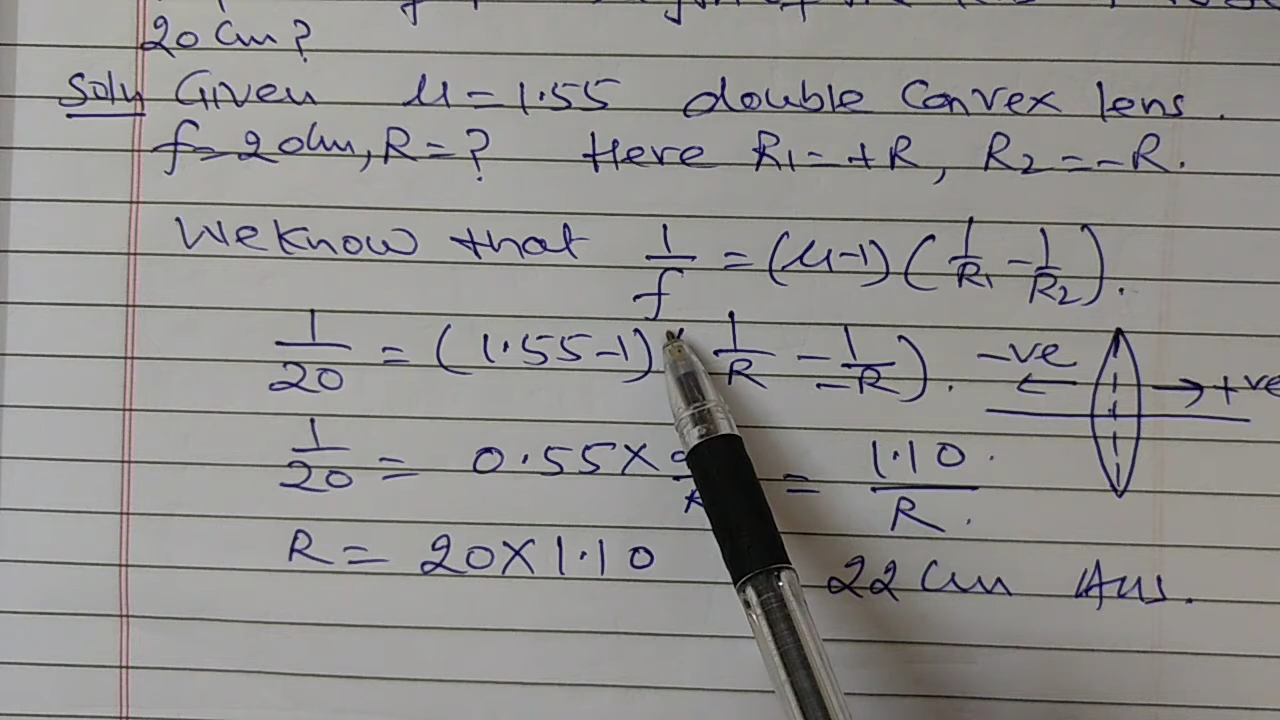 20 cm?
Soln Given μ = 1.55 double convex lens.
f = 20cm, R = ? Here R1 = +R, R2 = -R.
We know that 1/f = (μ-1) (1/R1 - 1/R2).
1/20 = (1.55-1) 1/R - 1/-R).
-ve +ve
1/20 = 0.55 × = 1.10/R.
R = 20 × 1.10
22 cm Ans.